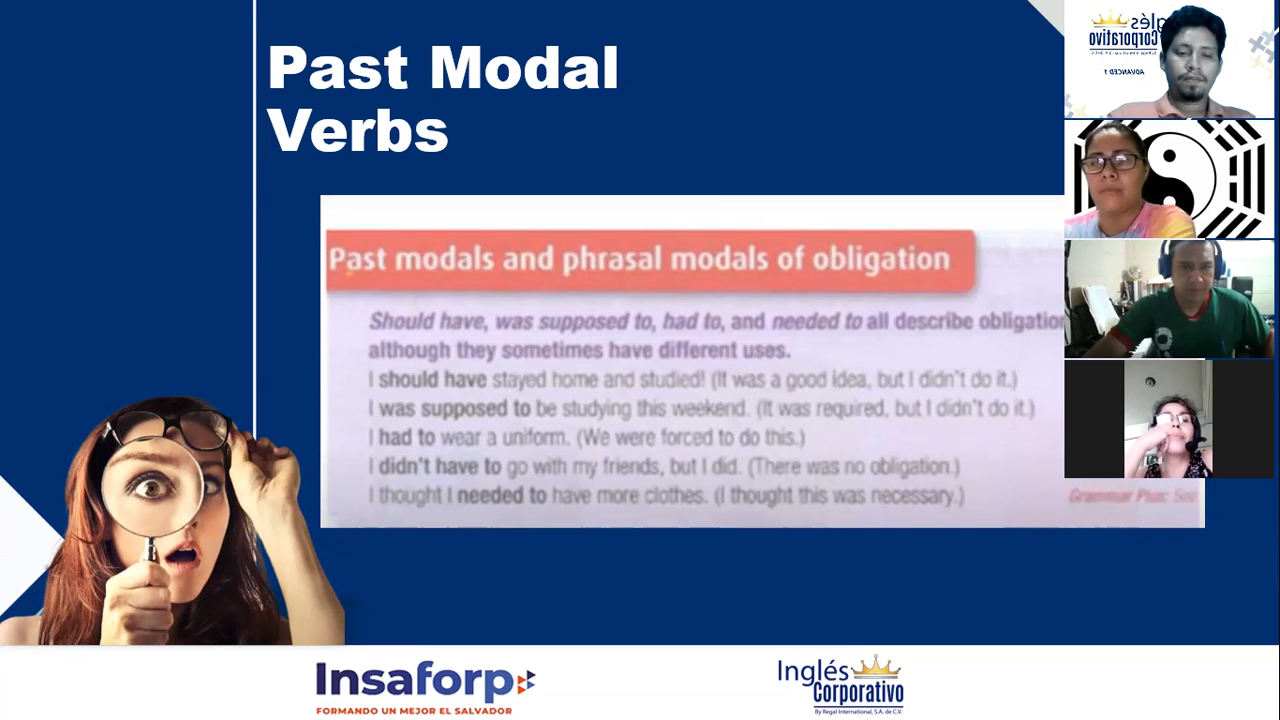 Past Modal
Verbs
Past modals and phrasal modals of obligation
Should have, was supposed to, had to, and needed to all describe obligation
although they sometimes have different uses.
I should have stayed home and studied! (It was a good idea, but I didn't do it.)
I was supposed to be studying this weekend. (It was required, but I didn't do it.)
I had to wear a uniform. (We were forced to do this.)
I didn't have to go with my friends, but I did. (There was no obligation.)
I thought I needed to have more clothes. (I thought this was necessary.)
Grammar Plus: See
Inglés
Corporativo
ADVANCED 1
Insaforp
FORMANDO UN MEJOR EL SALVADOR
Inglés
Corporativo
By Regal International, S.A. de C.V.